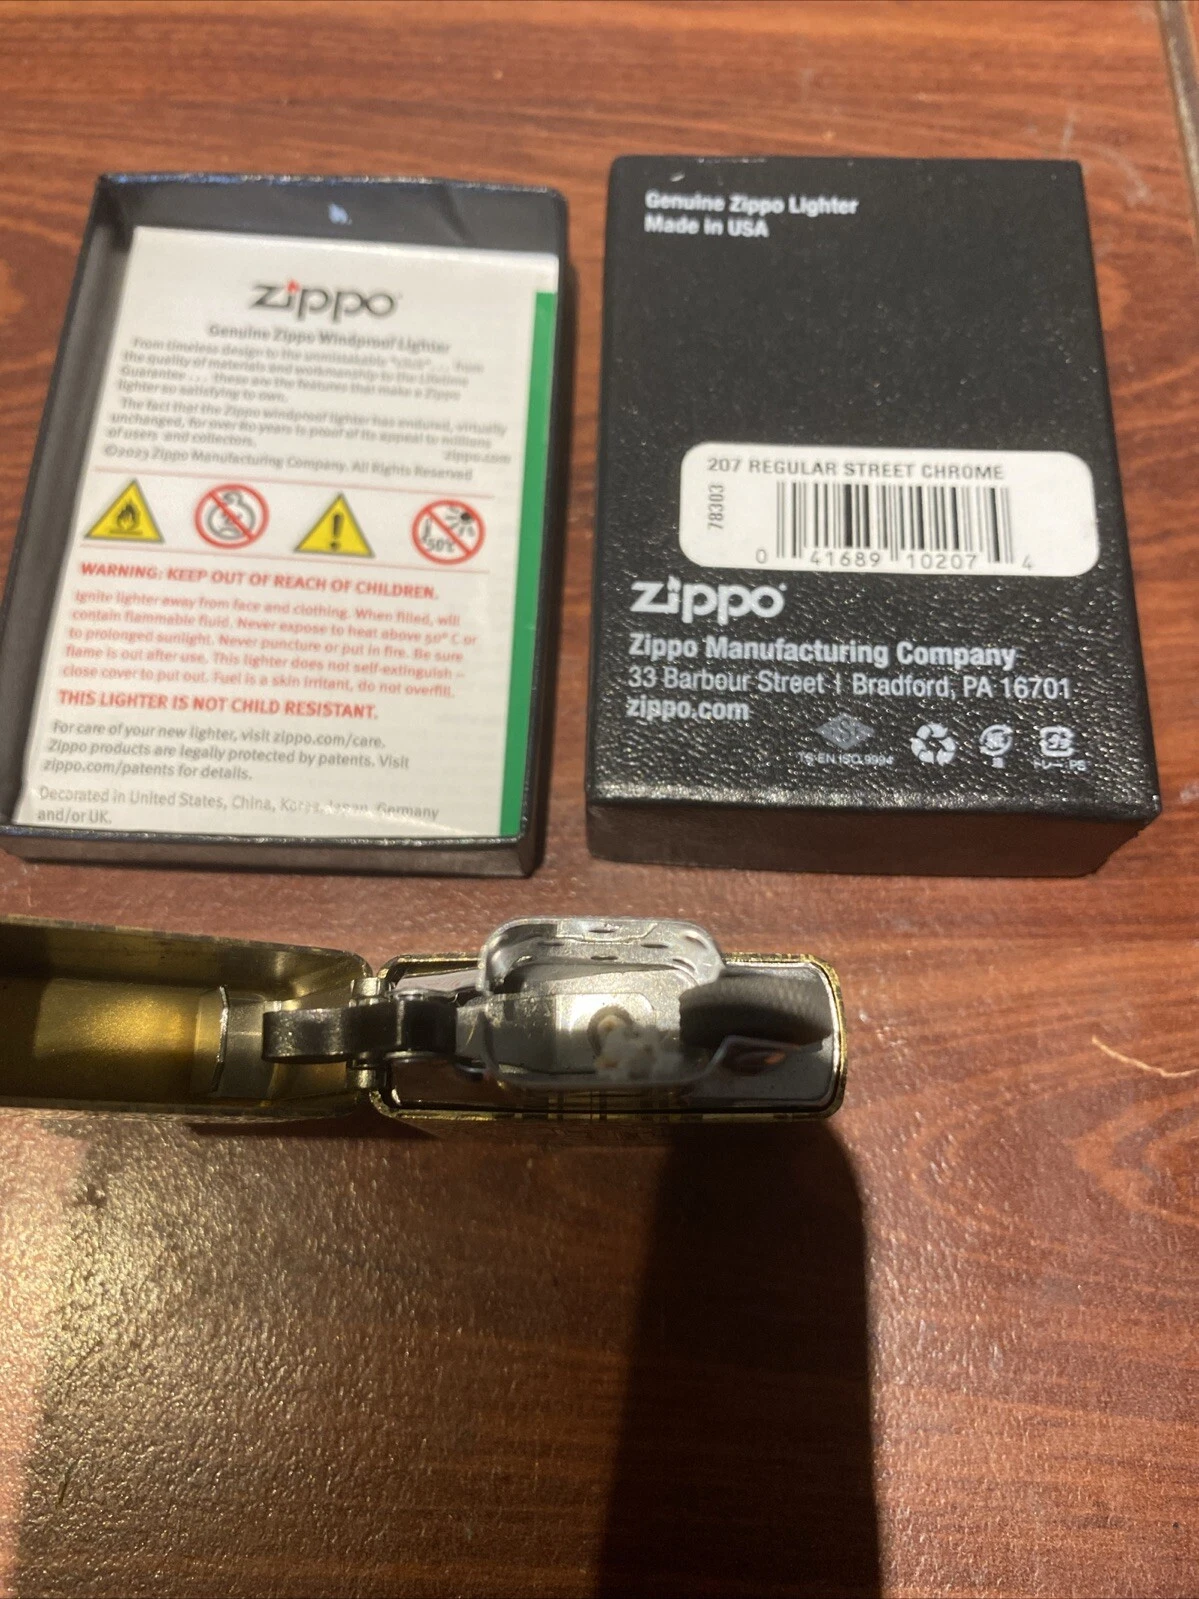 zippo
Genuine Zippo Windproof Lighter
From timeless design to the unmistakable "click" . . . from
the quality of materials and workmanship to the Lifetime
Guarantee . . . these are the features that make a Zippo
lighter so satisfying to own.
The fact that the Zippo windproof lighter has endured, virtually
unchanged, for over 80 years is proof of its appeal to millions
of users and collectors.
zippo.com
©2023 Zippo Manufacturing Company. All Rights Reserved
50°C
WARNING: KEEP OUT OF REACH OF CHILDREN.
Ignite lighter away from face and clothing. When filled, will
contain flammable fluid. Never expose to heat above 50° C or
to prolonged sunlight. Never puncture or put in fire. Be sure
flame is out after use. This lighter does not self-extinguish –
close cover to put out. Fuel is a skin irritant, do not overfill.
THIS LIGHTER IS NOT CHILD RESISTANT.
For care of your new lighter, visit zippo.com/care.
Zippo products are legally protected by patents. Visit
zippo.com/patents for details.
Decorated in United States, China, Korea, Japan, Germany
and/or UK.
Genuine Zippo Lighter
Made in USA
207 REGULAR STREET CHROME
78303
0 41689 10207 4
zippo
Zippo Manufacturing Company
33 Barbour Street | Bradford, PA 16701
zippo.com
TS EN ISO 9994
トレー PS